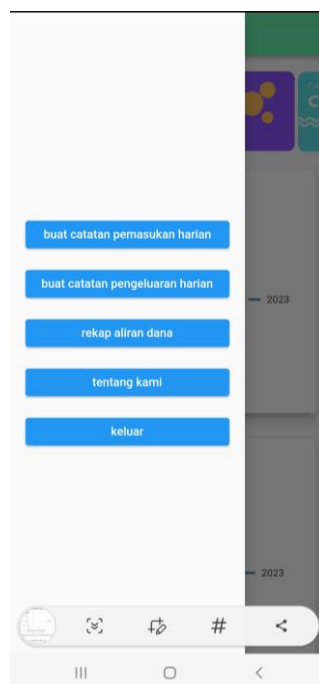 buat catatan pemasukan harian
buat catatan pengeluaran harian
2023
rekap aliran dana
tentang kami
keluar
2023
#